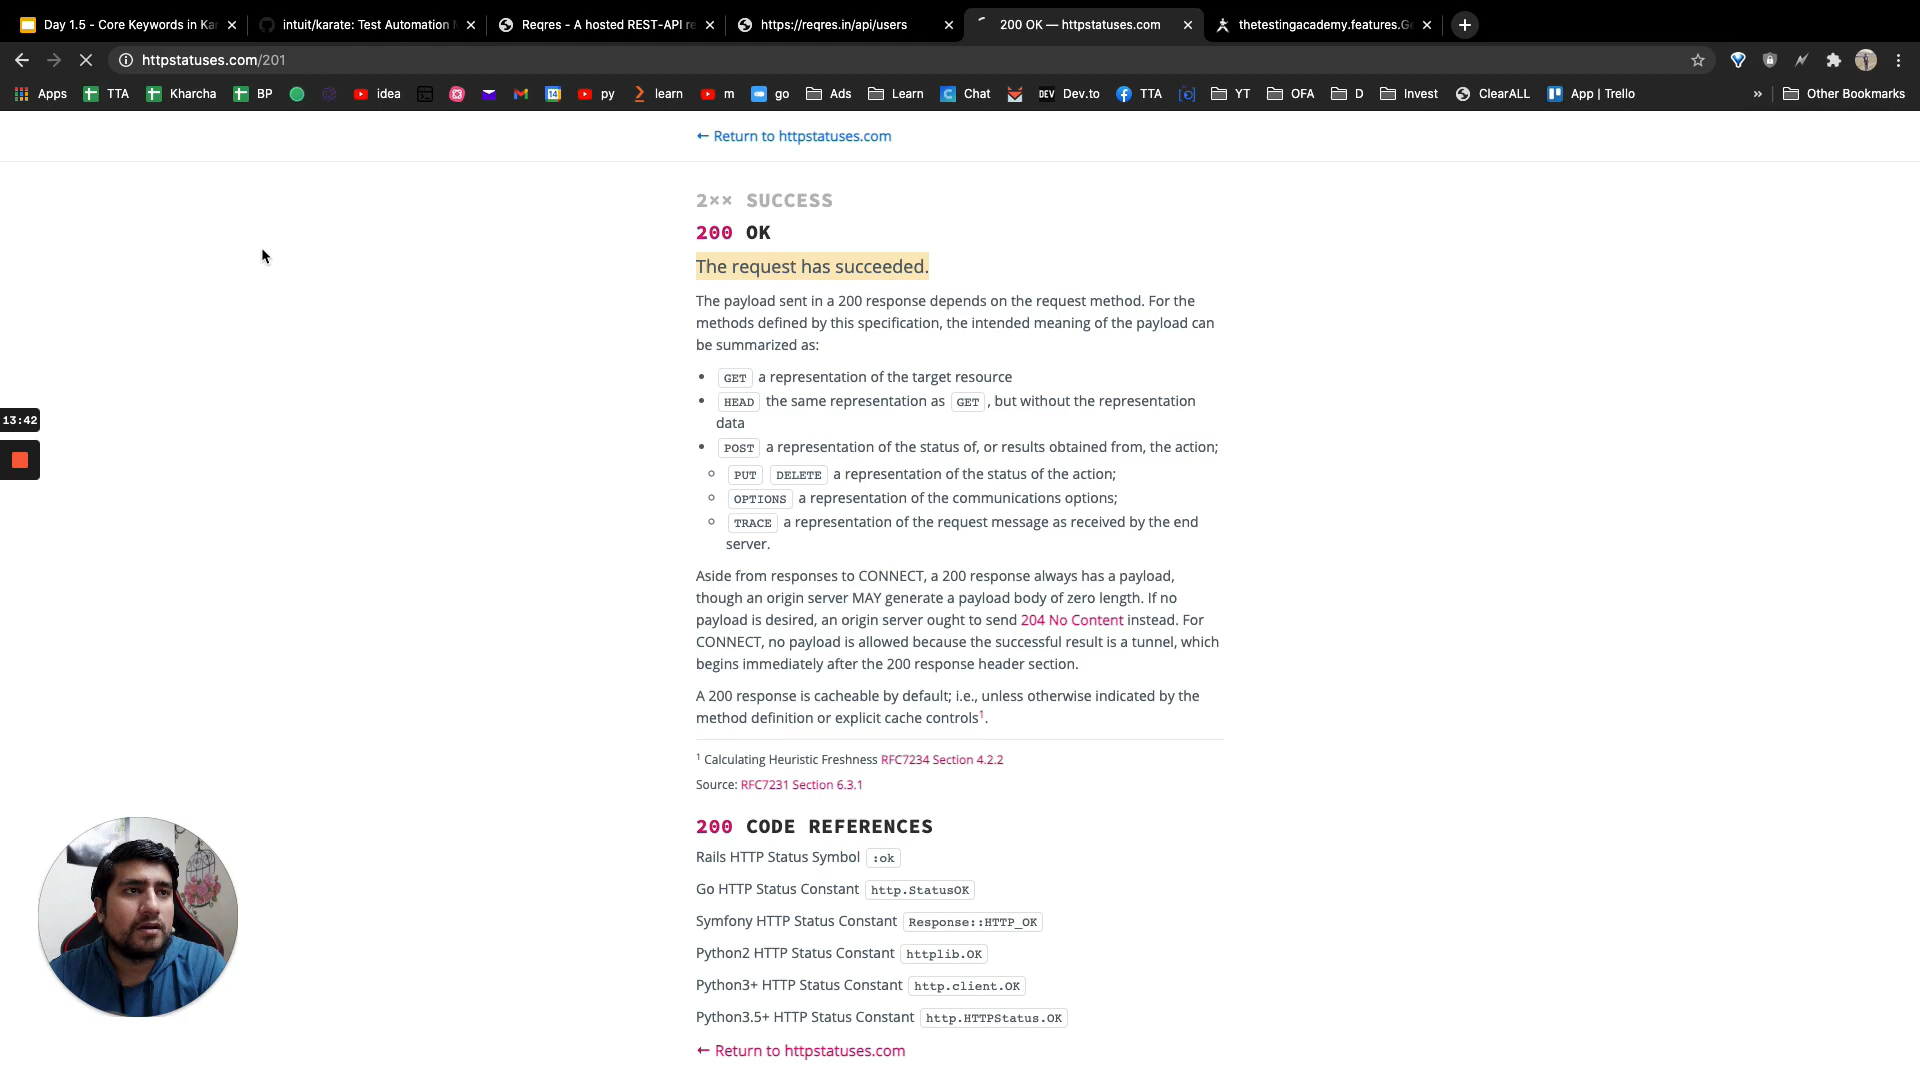 Day 1.5 - Core Keywords in Ka
intuit/karate: Test Automation
Reqres - A hosted REST-API re
https://reqres.in/api/users
200 OK — httpstatuses.com
thetestingacademy.features.Ge
httpstatuses.com/201
Apps
TTA
Kharcha
BP
idea
py
learn
m
go
Ads
Learn
Chat
DEV Dev.to
TTA
YT
OFA
D
Invest
ClearALL
App | Trello
»
Other Bookmarks
← Return to httpstatuses.com
2×× SUCCESS
200 OK
The request has succeeded.
The payload sent in a 200 response depends on the request method. For the
methods defined by this specification, the intended meaning of the payload can
be summarized as:
• GET a representation of the target resource
• HEAD the same representation as GET , but without the representation
data
• POST a representation of the status of, or results obtained from, the action;
○ PUT DELETE a representation of the status of the action;
○ OPTIONS a representation of the communications options;
○ TRACE a representation of the request message as received by the end
server.
13:42
Aside from responses to CONNECT, a 200 response always has a payload,
though an origin server MAY generate a payload body of zero length. If no
payload is desired, an origin server ought to send 204 No Content instead. For
CONNECT, no payload is allowed because the successful result is a tunnel, which
begins immediately after the 200 response header section.
A 200 response is cacheable by default; i.e., unless otherwise indicated by the
method definition or explicit cache controls¹.
¹ Calculating Heuristic Freshness RFC7234 Section 4.2.2
Source: RFC7231 Section 6.3.1
200 CODE REFERENCES
Rails HTTP Status Symbol :ok
Go HTTP Status Constant http.StatusOK
Symfony HTTP Status Constant Response::HTTP_OK
Python2 HTTP Status Constant httplib.OK
Python3+ HTTP Status Constant http.client.OK
Python3.5+ HTTP Status Constant http.HTTPStatus.OK
← Return to httpstatuses.com